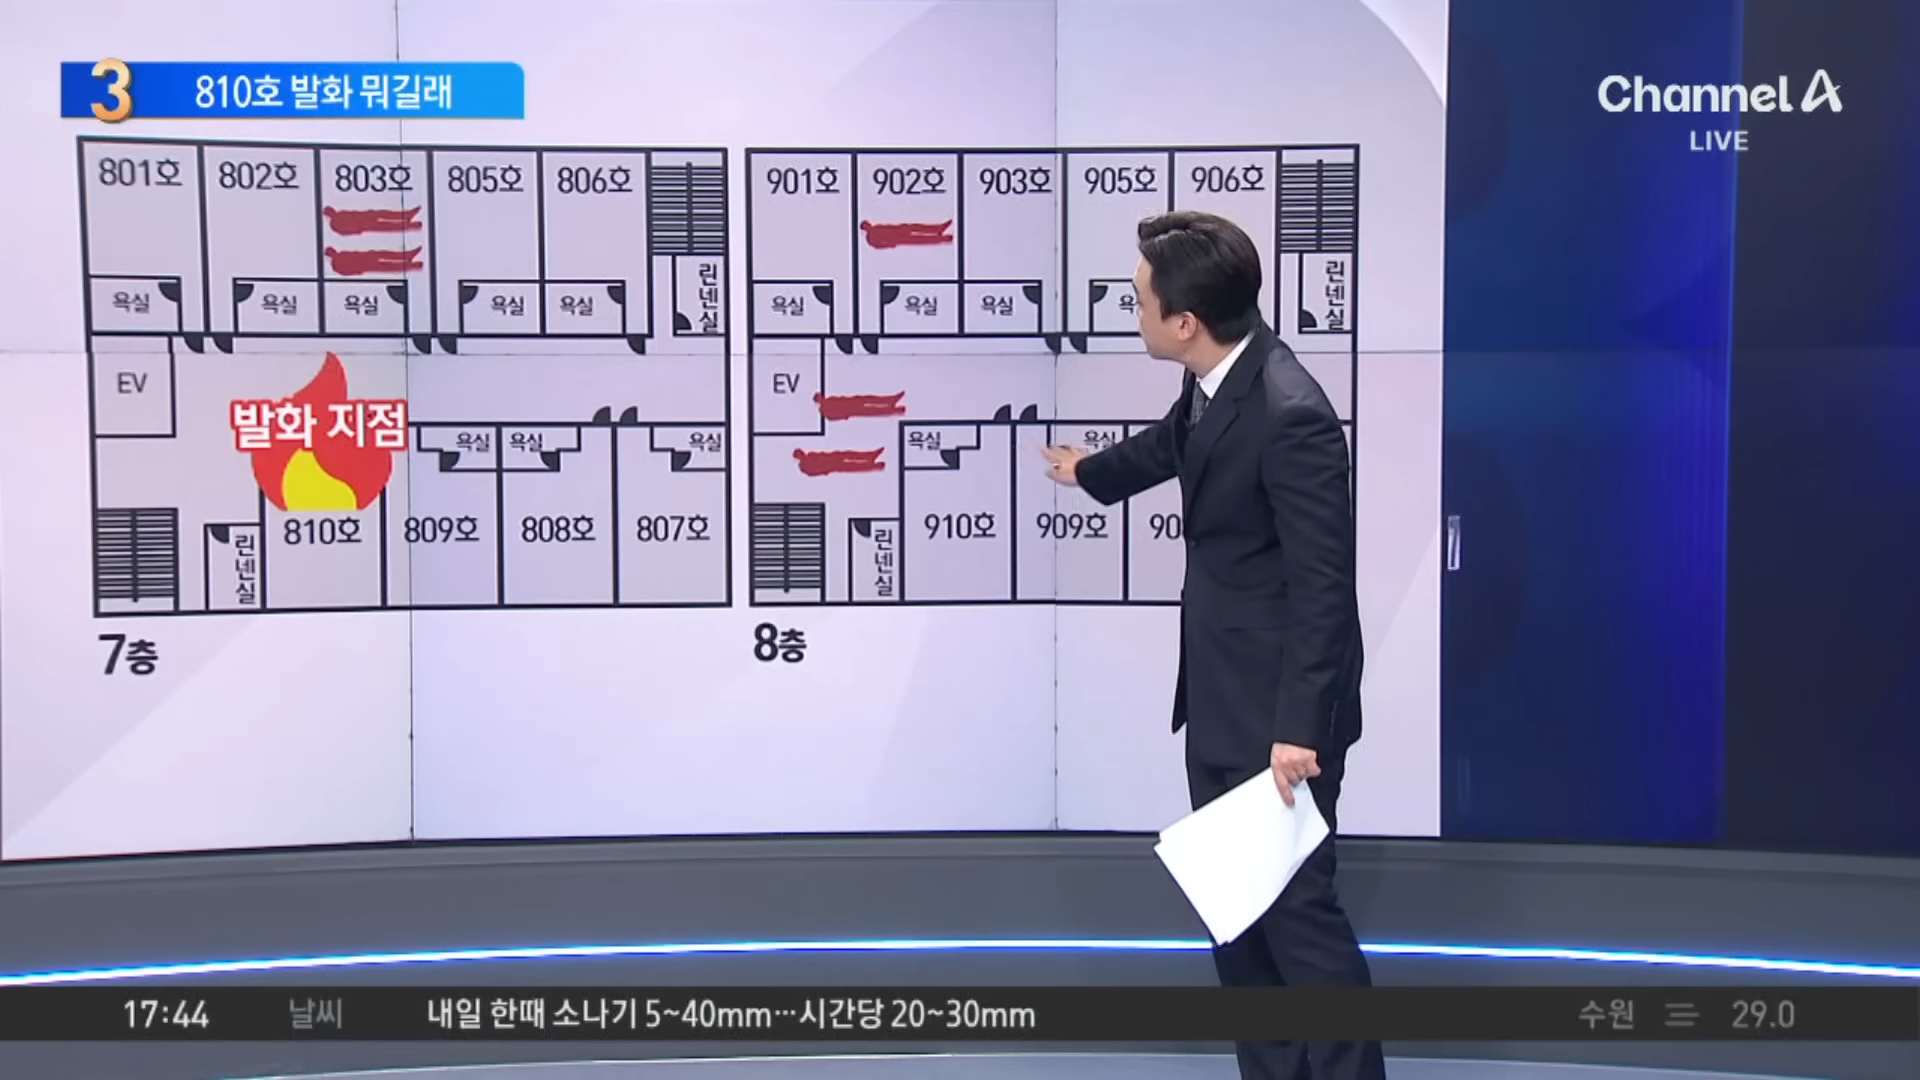 3 810호 발화 뭐길래
Channel A
LIVE
801호 802호 803호 805호 806호
욕실 욕실 욕실 욕실 욕실
린넨실
EV
발화 지점
욕실 욕실 욕실
810호 809호 808호 807호
린넨실
7층
901호 902호 903호 905호 906호
욕실 욕실 욕실
린넨실
EV
욕실 욕실
910호 909호 90
린넨실
8층
17:44 날씨 내일 한때 소나기 5~40mm…시간당 20~30mm 수원 29.0